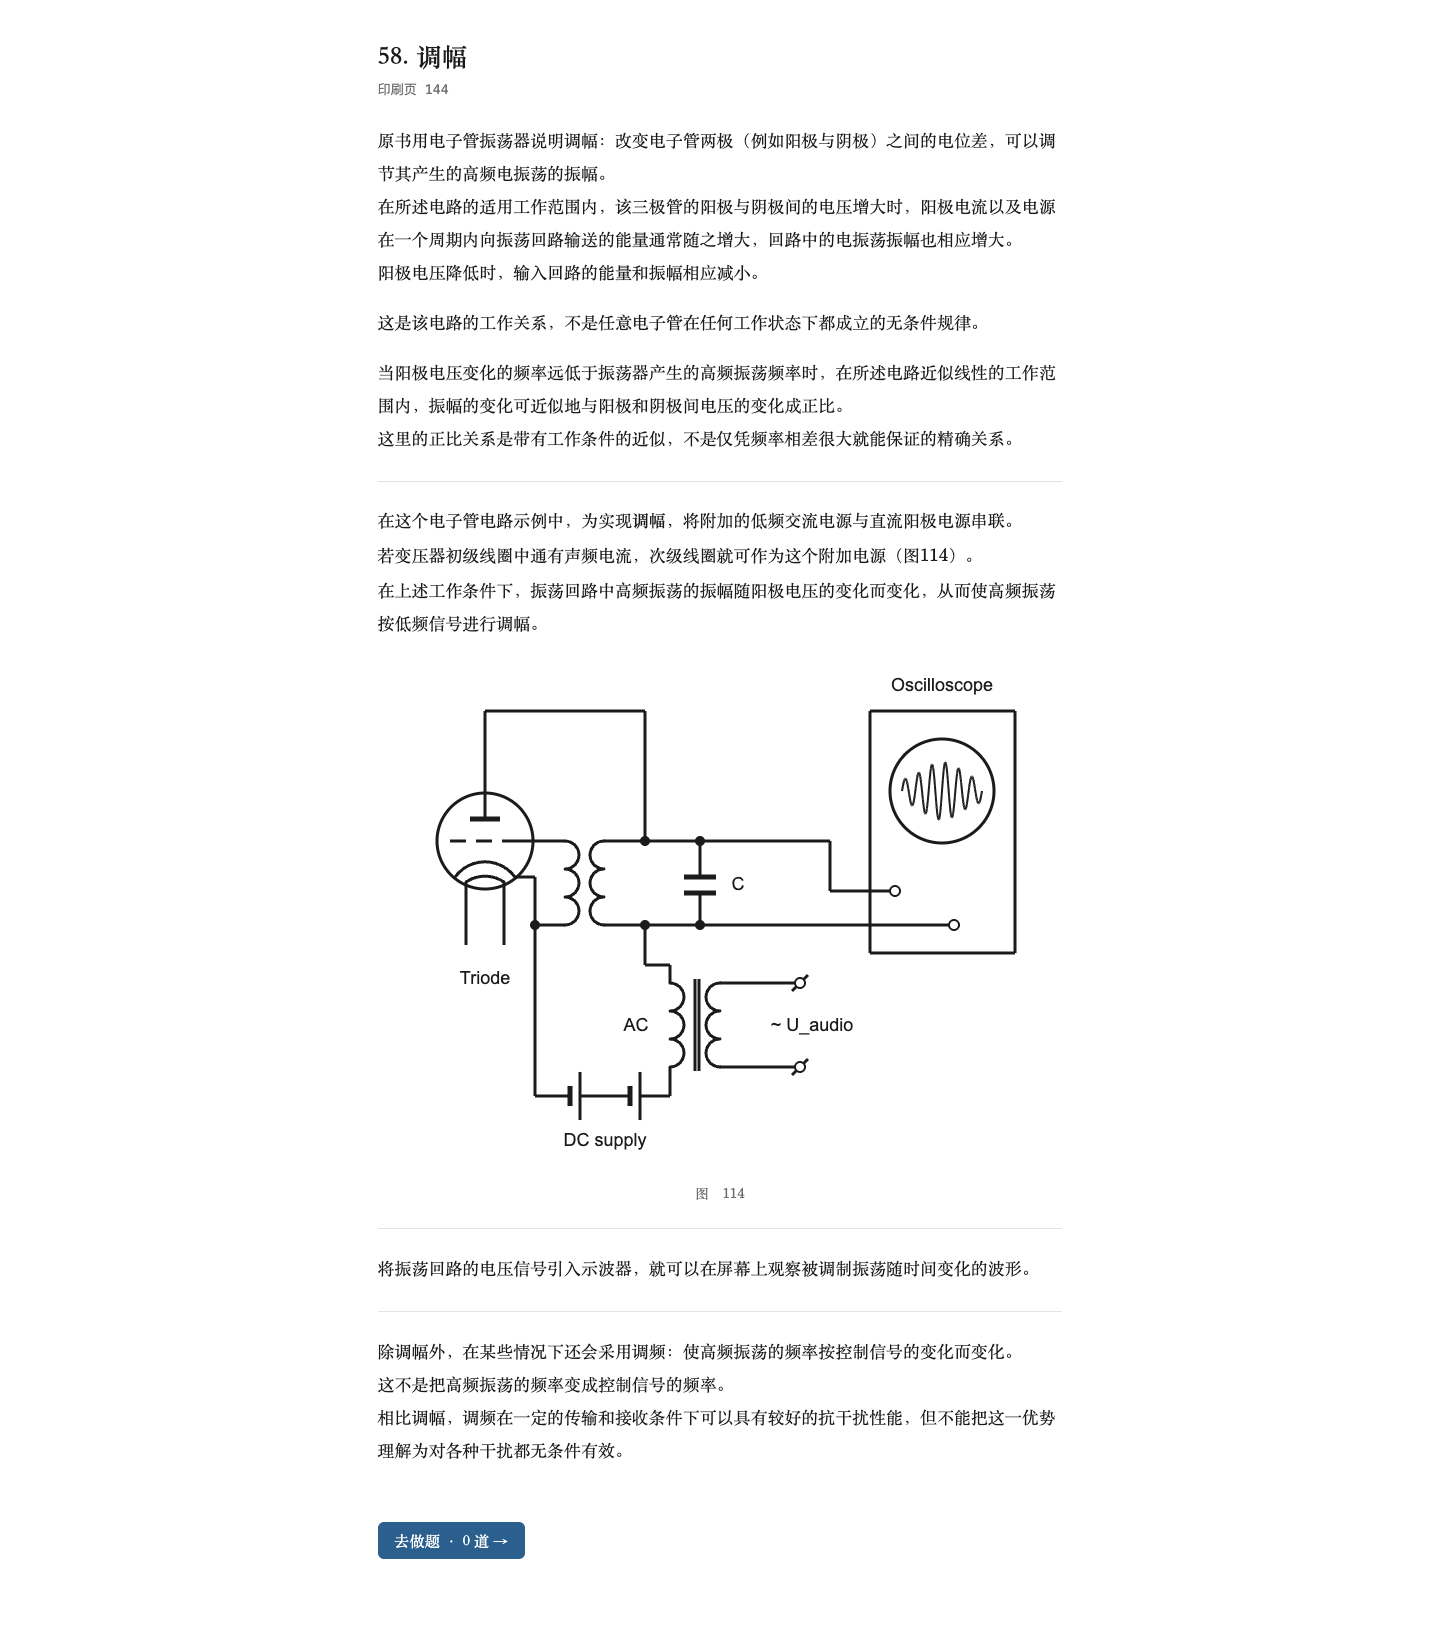 58. 调幅
印刷页 144
原书用电子管振荡器说明调幅：改变电子管两极（例如阳极与阴极）之间的电位差，可以调
节其产生的高频电振荡的振幅。
在所述电路的适用工作范围内，该三极管的阳极与阴极间的电压增大时，阳极电流以及电源
在一个周期内向振荡回路输送的能量通常随之增大，回路中的电振荡振幅也相应增大。
阳极电压降低时，输入回路的能量和振幅相应减小。
这是该电路的工作关系，不是任意电子管在任何工作状态下都成立的无条件规律。
当阳极电压变化的频率远低于振荡器产生的高频振荡频率时，在所述电路近似线性的工作范
围内，振幅的变化可近似地与阳极和阴极间电压的变化成正比。
这里的正比关系是带有工作条件的近似，不是仅凭频率相差很大就能保证的精确关系。
在这个电子管电路示例中，为实现调幅，将附加的低频交流电源与直流阳极电源串联。
若变压器初级线圈中通有声频电流，次级线圈就可作为这个附加电源（图114）。
在上述工作条件下，振荡回路中高频振荡的振幅随阳极电压的变化而变化，从而使高频振荡
按低频信号进行调幅。
Oscilloscope
C
Triode
AC
~ U_audio
DC supply
图 114
将振荡回路的电压信号引入示波器，就可以在屏幕上观察被调制振荡随时间变化的波形。
除调幅外，在某些情况下还会采用调频：使高频振荡的频率按控制信号的变化而变化。
这不是把高频振荡的频率变成控制信号的频率。
相比调幅，调频在一定的传输和接收条件下可以具有较好的抗干扰性能，但不能把这一优势
理解为对各种干扰都无条件有效。
去做题 · 0 道 →